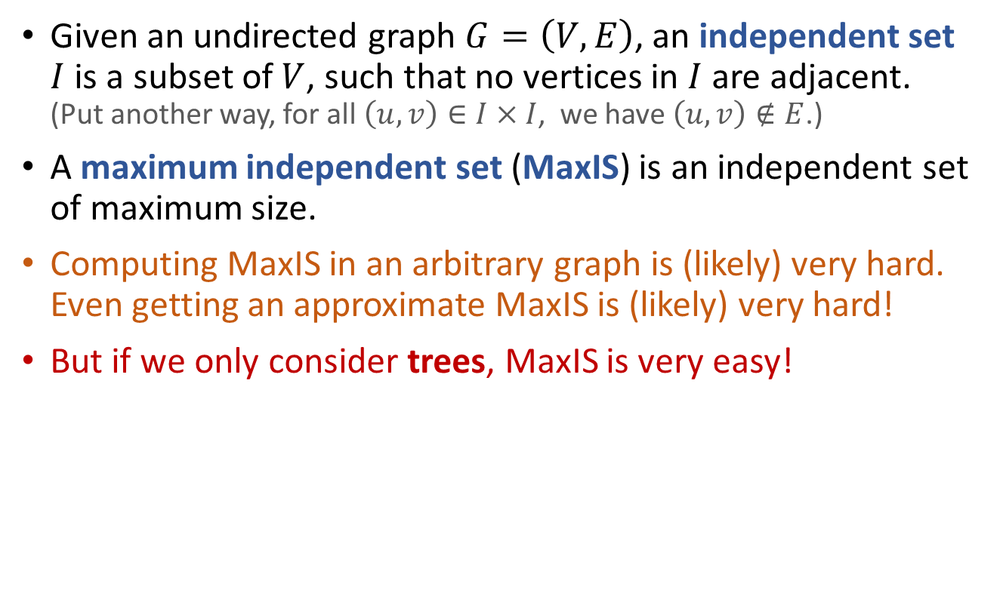 • Given an undirected graph G = (V, E), an independent set
I is a subset of V, such that no vertices in I are adjacent.
(Put another way, for all (u, v) ∈ I × I, we have (u, v) ∉ E.)
• A maximum independent set (MaxIS) is an independent set
of maximum size.
• Computing MaxIS in an arbitrary graph is (likely) very hard.
Even getting an approximate MaxIS is (likely) very hard!
• But if we only consider trees, MaxIS is very easy!